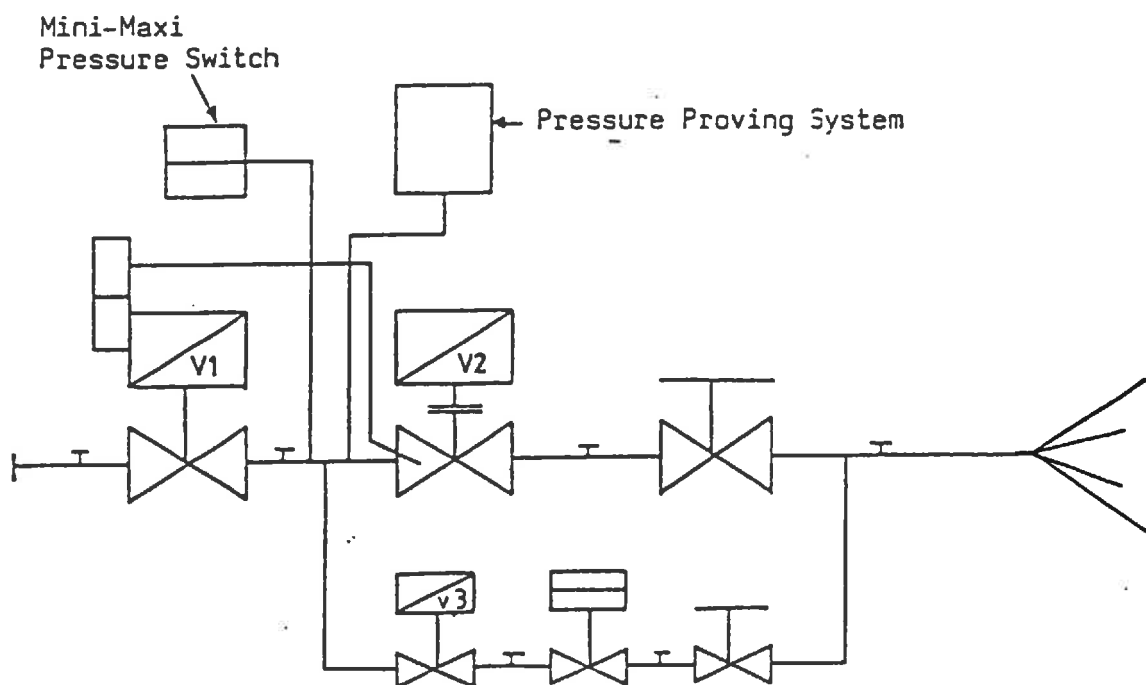 Mini-Maxi
Pressure Switch
Pressure Proving System
V1
V2
v3